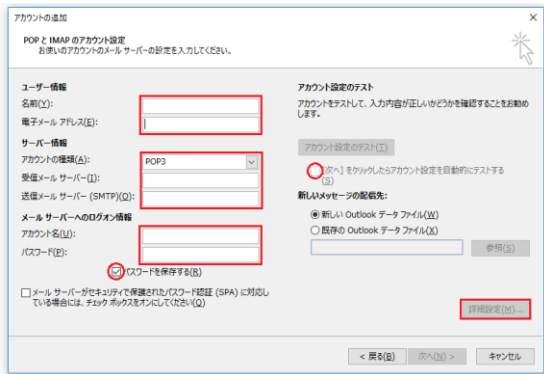 アカウントの追加
POP と IMAP のアカウント設定
お使いのアカウントのメール サーバーの設定を入力してください。
ユーザー情報
名前(Y):
電子メール アドレス(E):
サーバー情報
アカウントの種類(A):
POP3
受信メール サーバー(I):
送信メール サーバー (SMTP)(O):
メール サーバーへのログオン情報
アカウント名(U):
パスワード(P):
パスワードを保存する(R)
メール サーバーがセキュリティで保護されたパスワード認証 (SPA) に対応
している場合には、チェック ボックスをオンにしてください(Q)
アカウント設定のテスト
アカウントをテストして、入力内容が正しいかどうかを確認することをお勧め
します。
アカウント設定のテスト(T)
[次へ] をクリックしたらアカウント設定を自動的にテストする
(S)
新しいメッセージの配信先:
新しい Outlook データ ファイル(W)
既存の Outlook データ ファイル(X)
参照(S)
詳細設定(M)...
< 戻る(B)
次へ(N) >
キャンセル